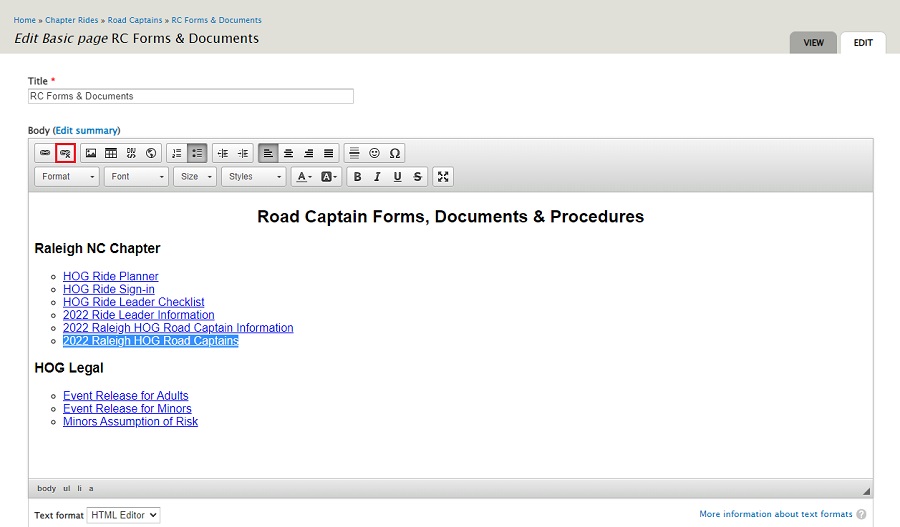 Home » Chapter Rides » Road Captains » RC Forms & Documents
Edit Basic page RC Forms & Documents
VIEW EDIT
Title *
RC Forms & Documents
Body (Edit summary)
Format Font Size Styles A A B I U S
Road Captain Forms, Documents & Procedures
Raleigh NC Chapter
HOG Ride Planner
HOG Ride Sign-in
HOG Ride Leader Checklist
2022 Ride Leader Information
2022 Raleigh HOG Road Captain Information
2022 Raleigh HOG Road Captains
HOG Legal
Event Release for Adults
Event Release for Minors
Minors Assumption of Risk
body ul li a
Text format HTML Editor More information about text formats ?